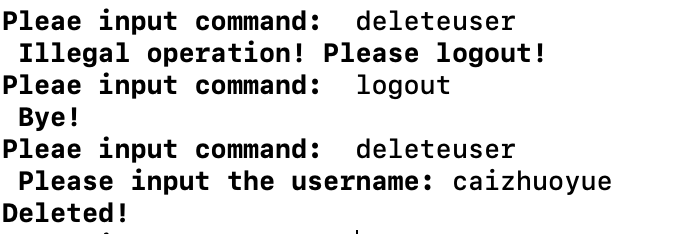 Pleae input command:  deleteuser
 Illegal operation! Please logout!
Pleae input command:  logout
 Bye!
Pleae input command:  deleteuser
 Please input the username: caizhuoyue
Deleted!